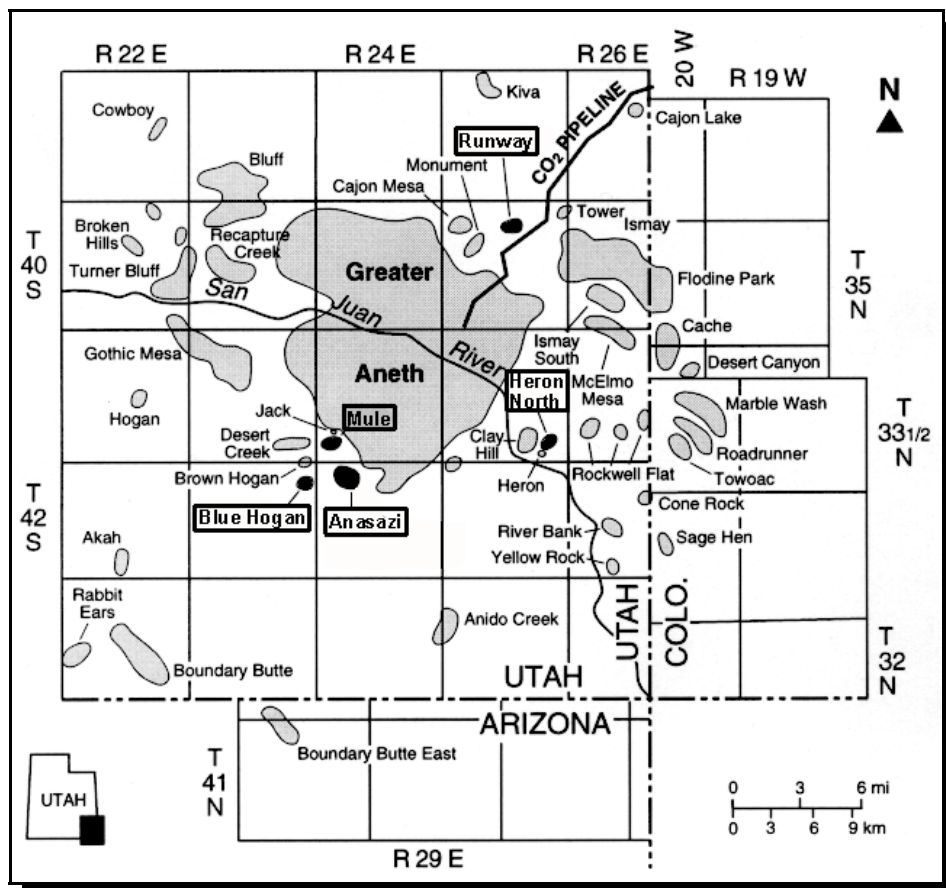 R 22 E
R 24 E
R 26 E
20 W
R 19 W
N
Cowboy
Kiva
Cajon Lake
CO₂ PIPELINE
Runway
Bluff
Monument
Cajon Mesa
Tower
Ismay
Broken
Hills
Recapture
Creek
T
40
S
Turner Bluff
Greater
Flodine Park
T
35
N
San
Juan
River
Cache
Gothic Mesa
Ismay
South
Desert Canyon
Aneth
Heron
North
McElmo
Mesa
Marble Wash
Hogan
Jack
Mule
T
33 1/2
N
Desert
Creek
Clay
Hill
Roadrunner
Brown Hogan
Heron
Rockwell Flat
Towoac
T
42
S
Blue Hogan
Anasazi
Cone Rock
Akah
River Bank
Sage Hen
Yellow Rock
Rabbit
Ears
UTAH
COLO.
Anido Creek
T
32
N
Boundary Butte
UTAH
ARIZONA
Boundary Butte East
T
41
N
UTAH
0 3 6 mi
0 3 6 9 km
R 29 E